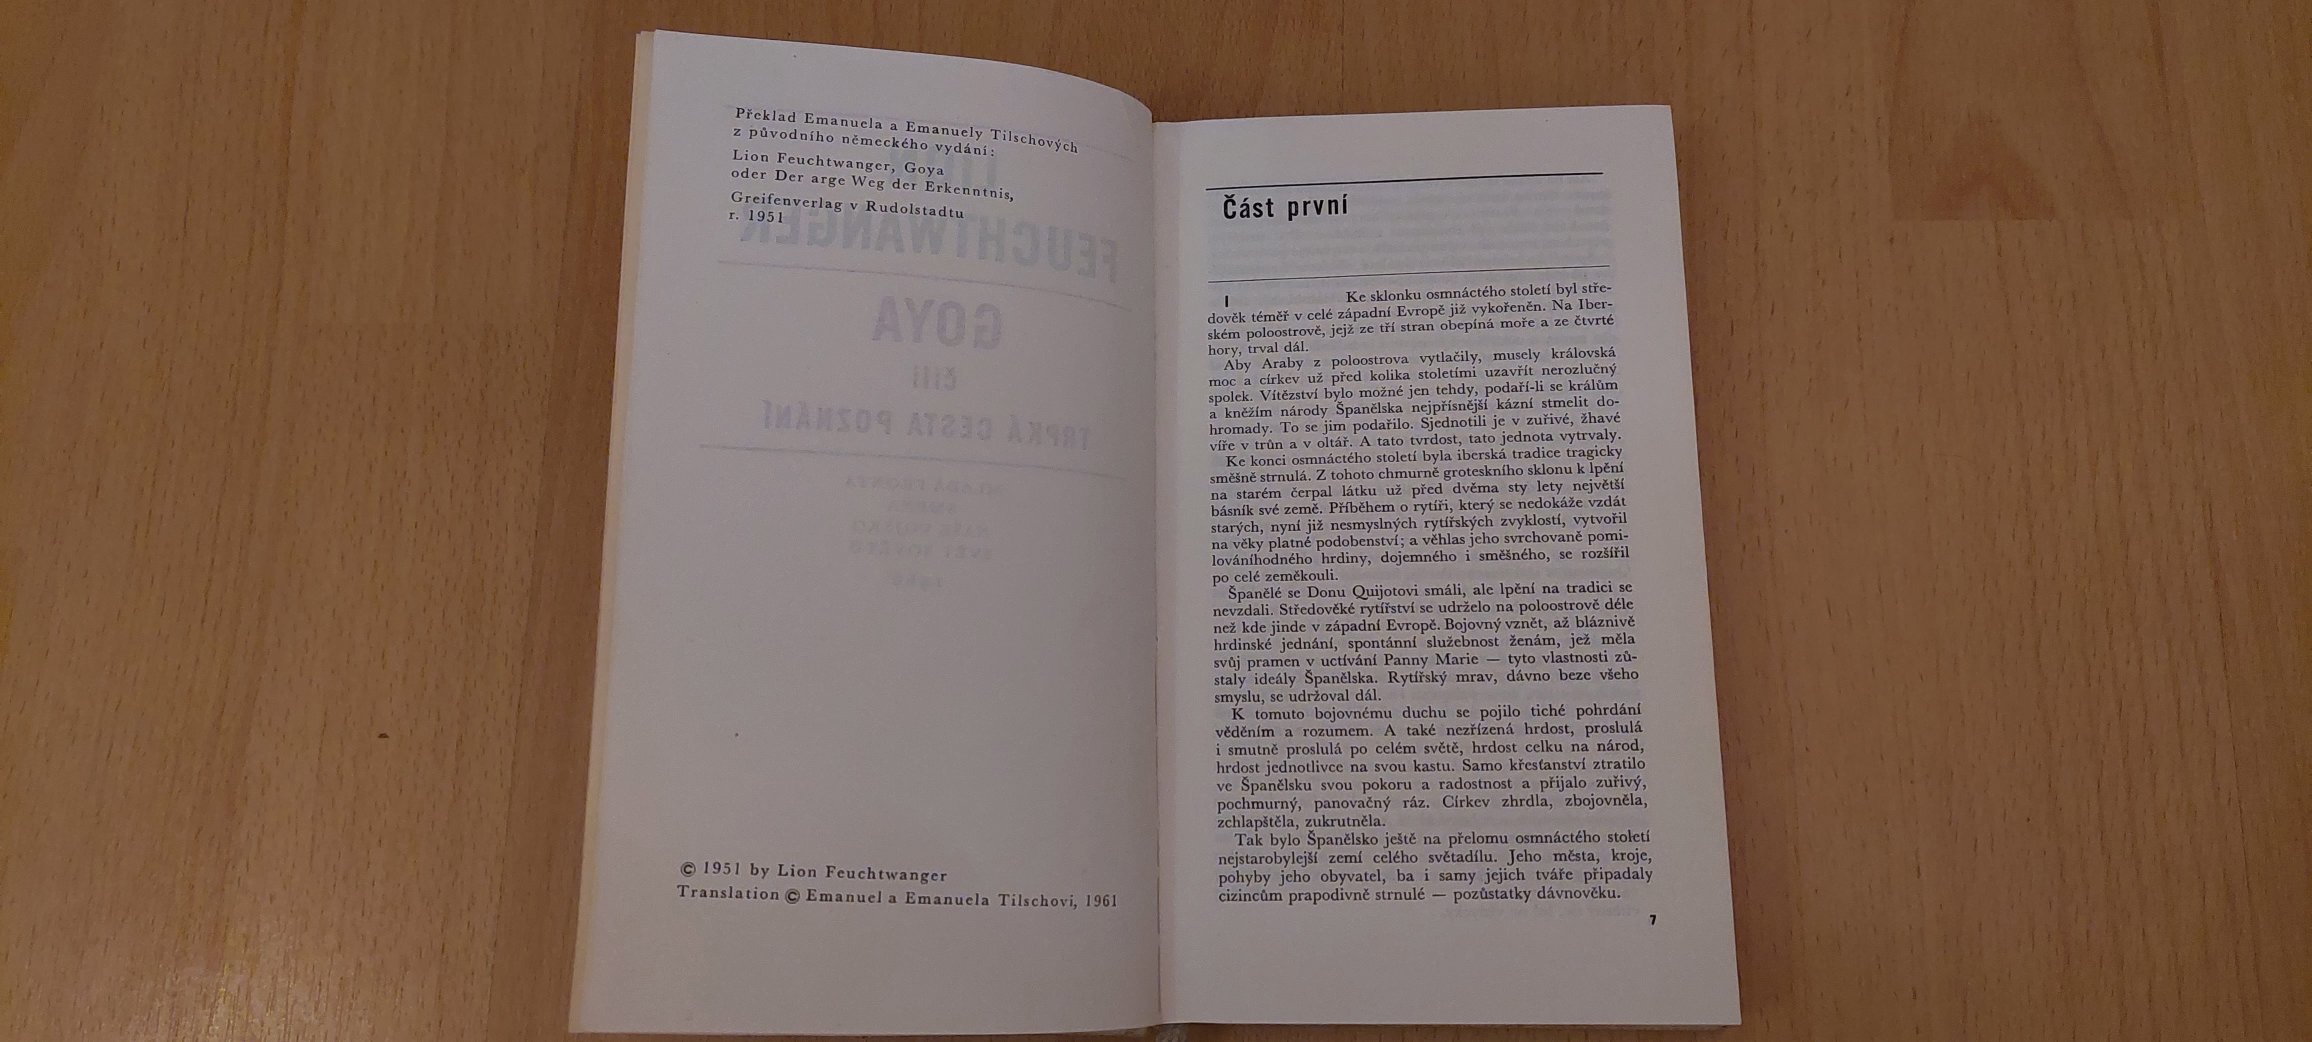 Překlad Emanuela a Emanuely Tilschových
z původního německého vydání:
Lion Feuchtwanger, Goya
oder Der arge Weg der Erkenntnis,
Greifenverlag v Rudolstadtu
r. 1951
FEUCHTWANGER
GOYA
čili
TRPKÁ CESTA POZNÁNÍ
© 1951 by Lion Feuchtwanger
Translation © Emanuel a Emanuela Tilschovi, 1961
Část první
I
Ke sklonku osmnáctého století byl stře-
dověk téměř v celé západní Evropě již vykořeněn. Na Iber-
ském poloostrově, jejž ze tří stran obepíná moře a ze čtvrté
hory, trval dál.
Aby Araby z poloostrova vytlačily, musely královská
moc a církev už před kolika stoletími uzavřít nerozlučný
spolek. Vítězství bylo možné jen tehdy, podaří-li se králům
a kněžím národy Španělska nejpřísnější kázní stmelit do-
hromady. To se jim podařilo. Sjednotili je v zuřivé, žhavé
víře v trůn a v oltář. A tato tvrdost, tato jednota vytrvaly.
Ke konci osmnáctého století byla iberská tradice tragicky
směšně strnulá. Z tohoto chmurně groteskního sklonu k lpění
na starém čerpal látku už před dvěma sty lety největší
básník své země. Příběhem o rytíři, který se nedokáže vzdát
starých, nyní již nesmyslných rytířských zvyklostí, vytvořil
na věky platné podobenství; a věhlas jeho svrchovaně pomi-
lováníhodného hrdiny, dojemného i směšného, se rozšířil
po celé zeměkouli.
Španělé se Donu Quijotovi smáli, ale lpění na tradici se
nevzdali. Středověké rytířství se udrželo na poloostrově déle
než kde jinde v západní Evropě. Bojovný vznět, až bláznivě
hrdinské jednání, spontánní služebnost ženám, jež měla
svůj pramen v uctívání Panny Marie — tyto vlastnosti zů-
staly ideály Španělska. Rytířský mrav, dávno beze všeho
smyslu, se udržoval dál.
K tomuto bojovnému duchu se pojilo tiché pohrdání
věděním a rozumem. A také nezřízená hrdost, proslulá
i smutně proslulá po celém světě, hrdost celku na národ,
hrdost jednotlivce na svou kastu. Samo křesťanství ztratilo
ve Španělsku svou pokoru a radostnost a přijalo zuřivý,
pochmurný, panovačný ráz. Církev zhrdla, zbojovněla,
zchlapštěla, zukrutněla.
Tak bylo Španělsko ještě na přelomu osmnáctého století
nejstarobylejší zemí celého světadílu. Jeho města, kroje,
pohyby jeho obyvatel, ba i samy jejich tváře připadaly
cizincům prapodivně strnulé — pozůstatky dávnověku.
7